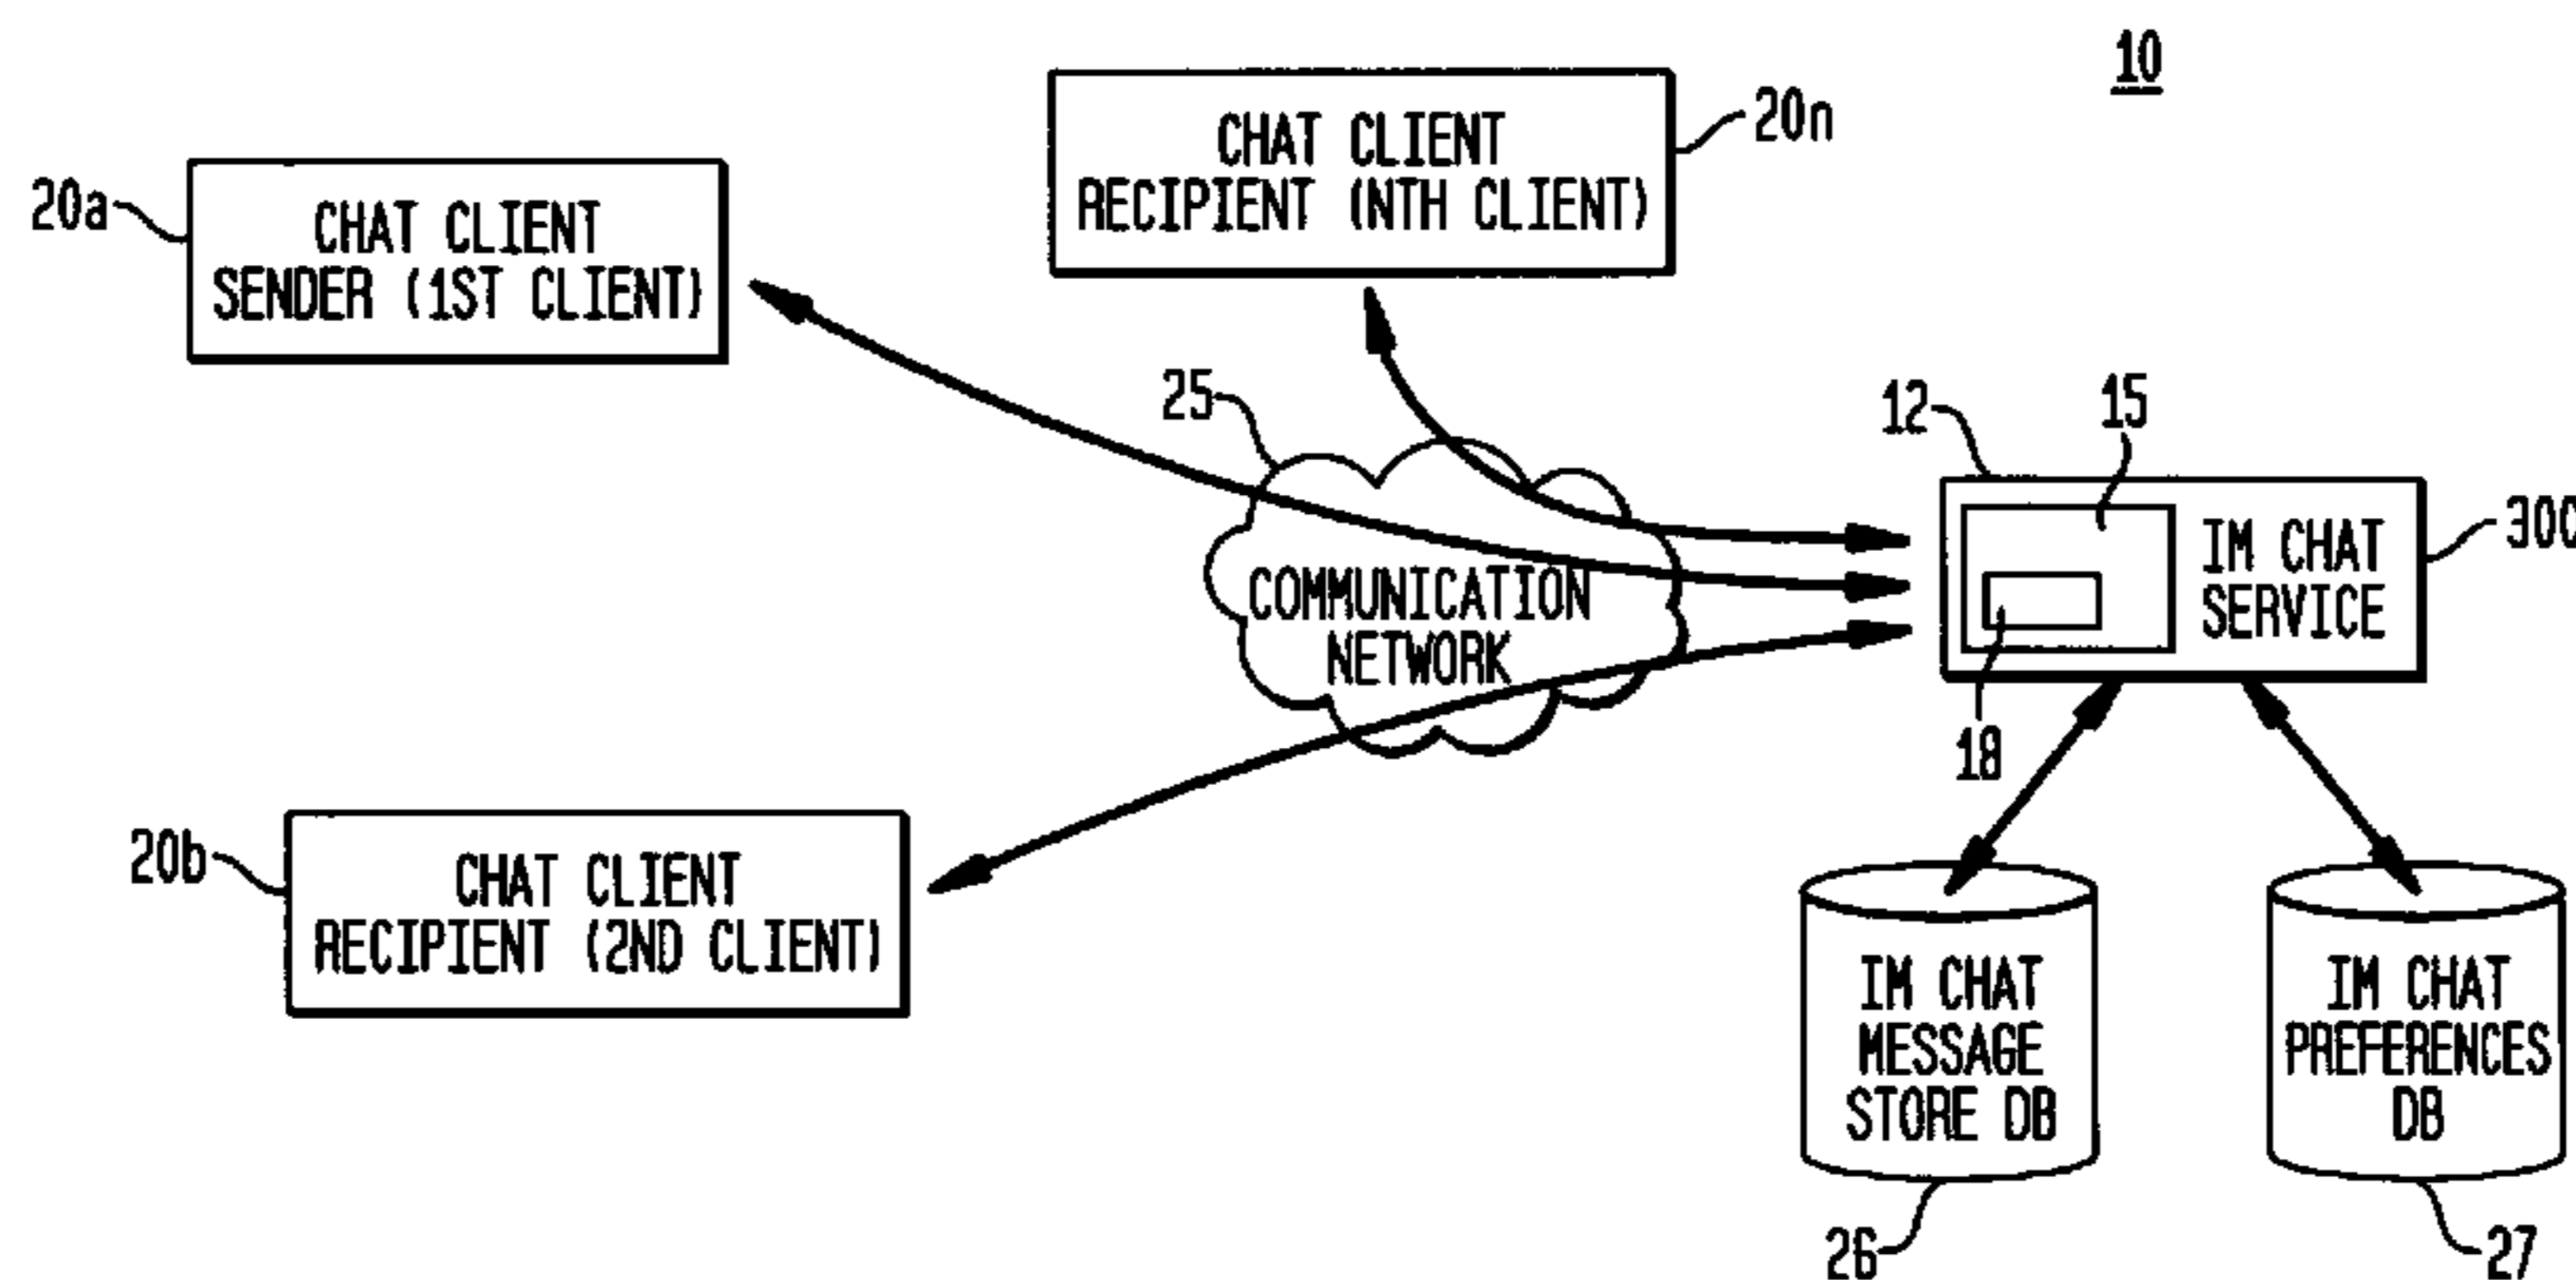 10
20n
CHAT CLIENT
RECIPIENT (NTH CLIENT)
20a
CHAT CLIENT
SENDER (1ST CLIENT)
25
12
15
300
IM CHAT
SERVICE
COMMUNICATION
NETWORK
18
20b
CHAT CLIENT
RECIPIENT (2ND CLIENT)
IM CHAT
MESSAGE
STORE DB
IM CHAT
PREFERENCES
DB
26
27